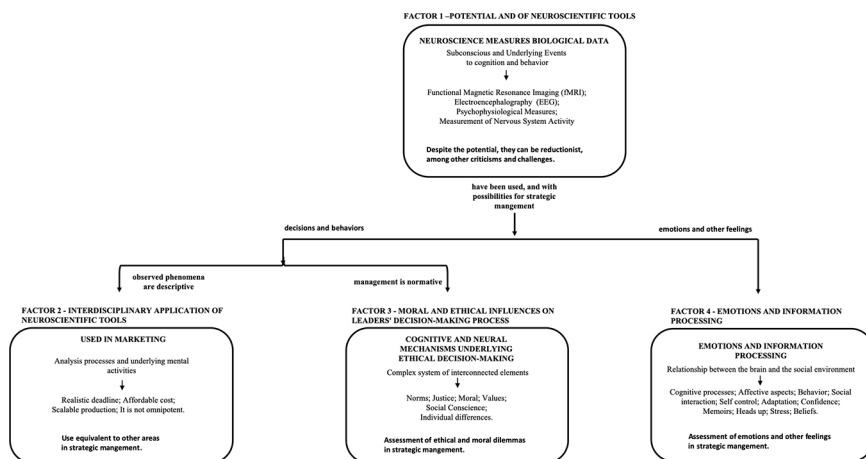 FACTOR 1 –POTENTIAL AND OF NEUROSCIENTIFIC TOOLS
NEUROSCIENCE MEASURES BIOLOGICAL DATA
Subconscious and Underlying Events
to cognition and behavior
Functional Magnetic Resonance Imaging (fMRI);
Electroencephalography (EEG);
Psychophysiological Measures;
Measurement of Nervous System Activity
Despite the potential, they can be reductionist,
among other criticisms and challenges.
have been used, and with
possibilities for strategic
mangement
decisions and behaviors
emotions and other feelings
observed phenomena
are descriptive
management is normative
FACTOR 2 - INTERDISCIPLINARY APPLICATION OF
NEUROSCIENTIFIC TOOLS
USED IN MARKETING
Analysis processes and underlying mental
activities
Realistic deadline; Affordable cost;
Scalable production; It is not omnipotent.
Use equivalent to other areas
in strategic mangement.
FACTOR 3 - MORAL AND ETHICAL INFLUENCES ON
LEADERS' DECISION-MAKING PROCESS
COGNITIVE AND NEURAL
MECHANISMS UNDERLYING
ETHICAL DECISION-MAKING
Complex system of interconnected elements
Norms; Justice; Moral; Values;
Social Conscience;
Individual differences.
Assessment of ethical and moral dilemmas
in strategic mangement.
FACTOR 4 - EMOTIONS AND INFORMATION
PROCESSING
EMOTIONS AND INFORMATION
PROCESSING
Relationship between the brain and the social environment
Cognitive processes; Affective aspects; Behavior; Social
interaction; Self control; Adaptation; Confidence;
Memoirs; Heads up; Stress; Beliefs.
Assessment of emotions and other feelings
in strategic mangement.